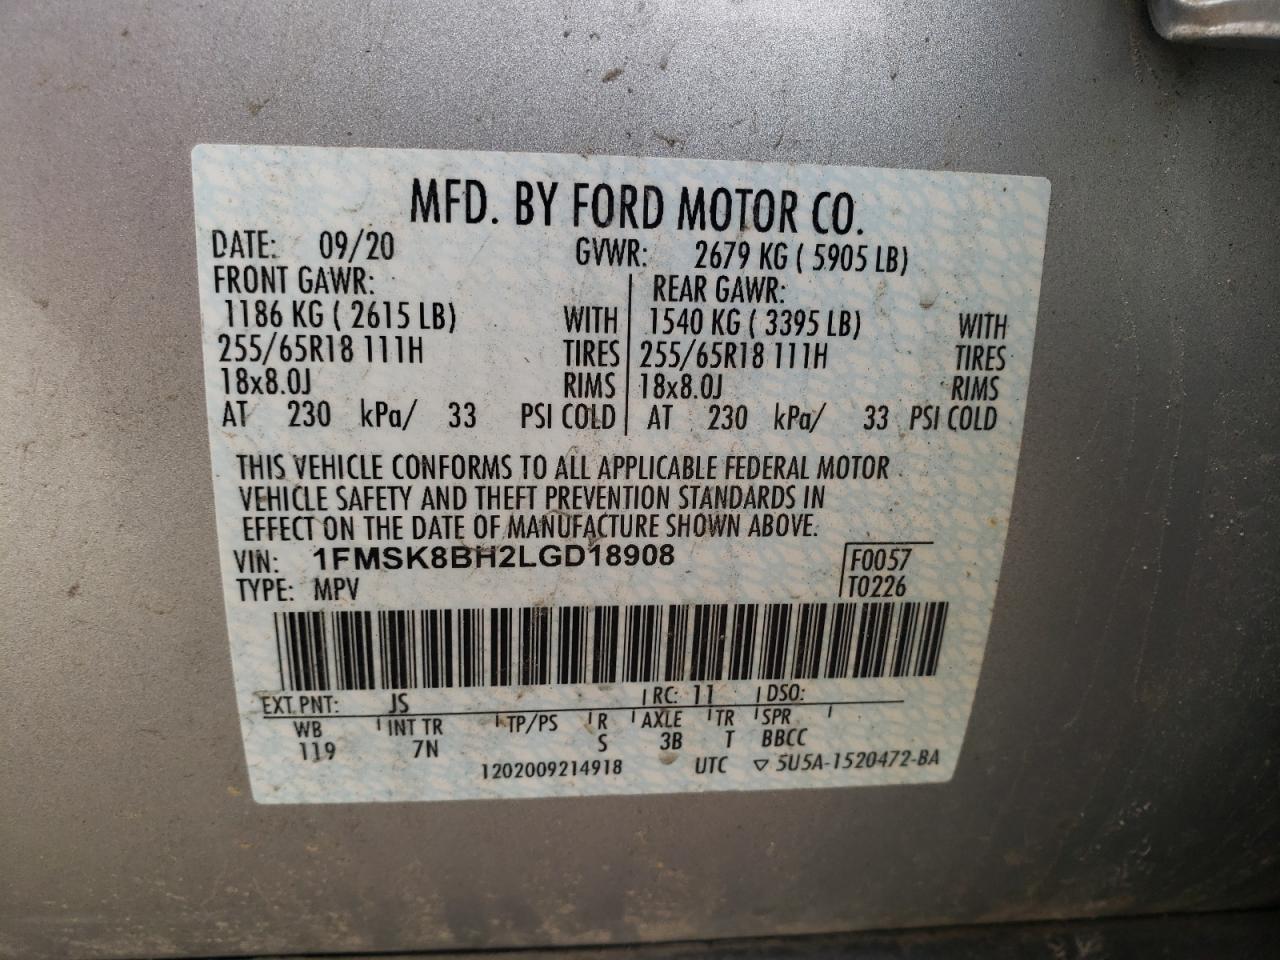 MFD. BY FORD MOTOR CO.
DATE: 09/20 GVWR: 2679 KG ( 5905 LB)
FRONT GAWR: REAR GAWR:
1186 KG ( 2615 LB) WITH 1540 KG ( 3395 LB) WITH
255/65R18 111H TIRES 255/65R18 111H TIRES
18x8.0J RIMS 18x8.0J RIMS
AT 230 kPa/ 33 PSI COLD AT 230 kPa/ 33 PSI COLD
THIS VEHICLE CONFORMS TO ALL APPLICABLE FEDERAL MOTOR
VEHICLE SAFETY AND THEFT PREVENTION STANDARDS IN
EFFECT ON THE DATE OF MANUFACTURE SHOWN ABOVE.
VIN: 1FMSK8BH2LGD18908 F0057
TYPE: MPV T0226
EXT PNT: JS RC: 11 DSO:
WB INT TR TP/PS R AXLE TR SPR
119 7N S 3B T BBCC
1202009214918 UTC ▽ 5U5A-1520472-BA